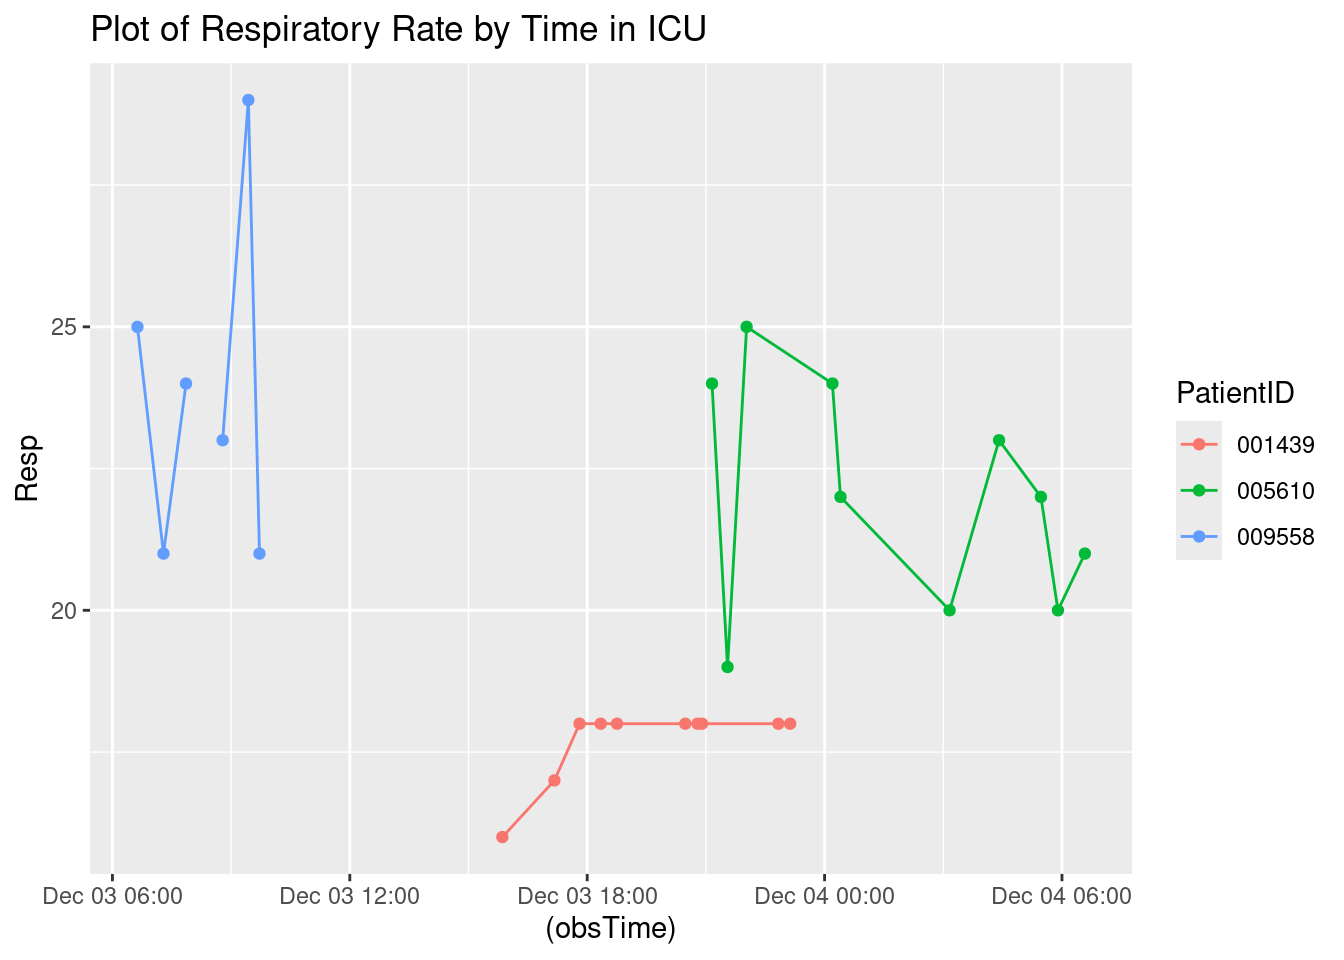 Plot of Respiratory Rate by Time in ICU
Resp
25
20
Dec 03 06:00 Dec 03 12:00 Dec 03 18:00 Dec 04 00:00 Dec 04 06:00
(obsTime)
PatientID
001439
005610
009558